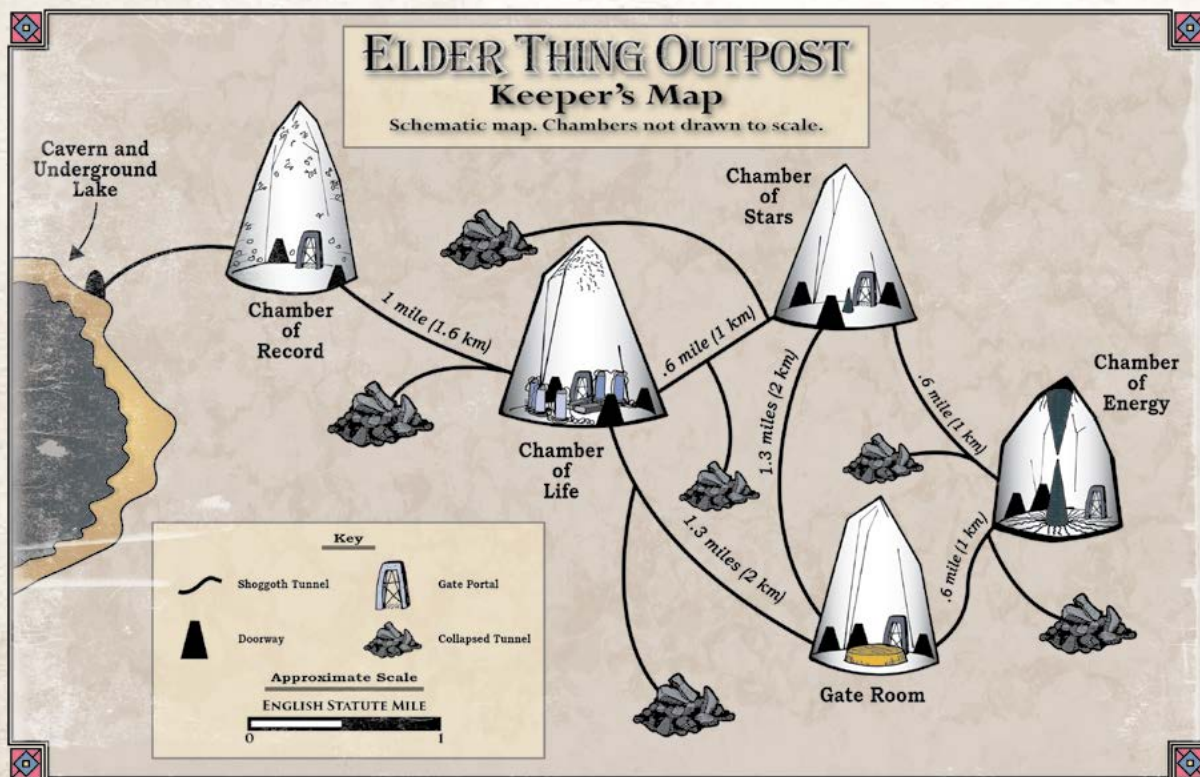 ELDER THING OUTPOST
Keeper's Map
Schematic map. Chambers not drawn to scale.
Cavern and
Underground
Lake
Chamber
of
Record
1 mile (1.6 km)
Chamber
of
Life
.6 mile (1 km)
Chamber
of
Stars
1.3 miles (2 km)
.6 mile (1 km)
Chamber
of
Energy
1.3 miles (2 km)
.6 mile (1 km)
Gate Room
Key
Shoggoth Tunnel
Gate Portal
Doorway
Collapsed Tunnel
Approximate Scale
ENGLISH STATUTE MILE
0 1